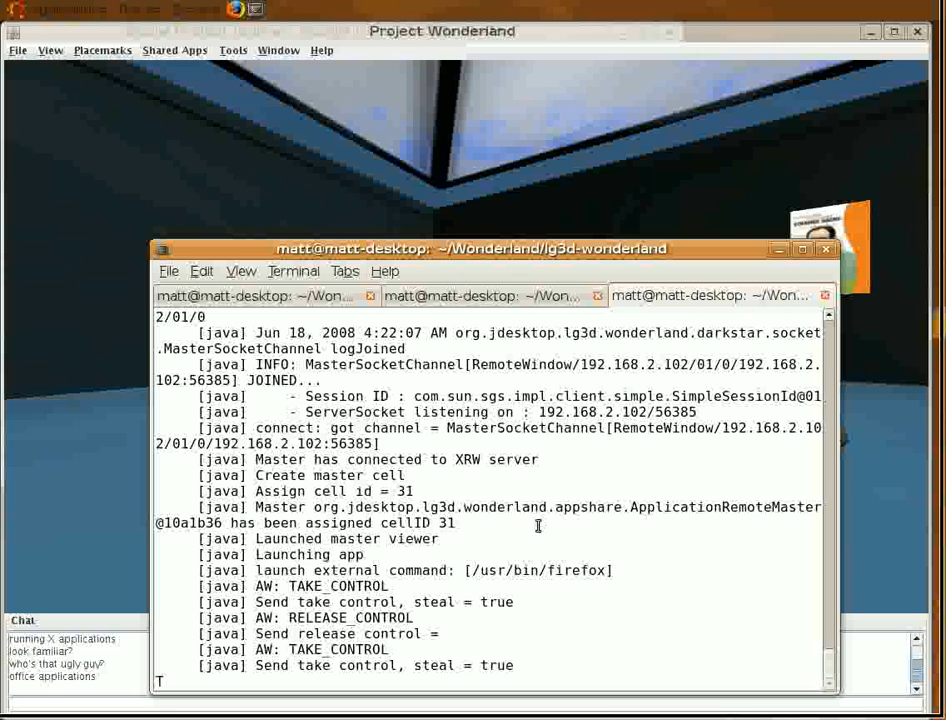 Project Wonderland
File View Placemarks Shared Apps Tools Window Help
matt@matt-desktop: ~/Wonderland/lg3d-wonderland
File Edit View Terminal Tabs Help
matt@matt-desktop: ~/Won... matt@matt-desktop: ~/Won... matt@matt-desktop: ~/Won...
2/01/0
[java] Jun 18, 2008 4:22:07 AM org.jdesktop.lg3d.wonderland.darkstar.socket
.MasterSocketChannel logJoined
[java] INFO: MasterSocketChannel[RemoteWindow/192.168.2.102/01/0/192.168.2.
102:56385] JOINED...
[java] - Session ID : com.sun.sgs.impl.client.simple.SimpleSessionId@01
[java] - ServerSocket listening on : 192.168.2.102/56385
[java] connect: got channel = MasterSocketChannel[RemoteWindow/192.168.2.10
2/01/0/192.168.2.102:56385]
[java] Master has connected to XRW server
[java] Create master cell
[java] Assign cell id = 31
[java] Master org.jdesktop.lg3d.wonderland.appshare.ApplicationRemoteMaster
@10a1b36 has been assigned cellID 31
[java] Launched master viewer
[java] Launching app
[java] launch external command: [/usr/bin/firefox]
[java] AW: TAKE_CONTROL
[java] Send take control, steal = true
[java] AW: RELEASE_CONTROL
[java] Send release control =
[java] AW: TAKE_CONTROL
[java] Send take control, steal = true
T
Chat
running X applications
look familiar?
who's that ugly guy?
office applications